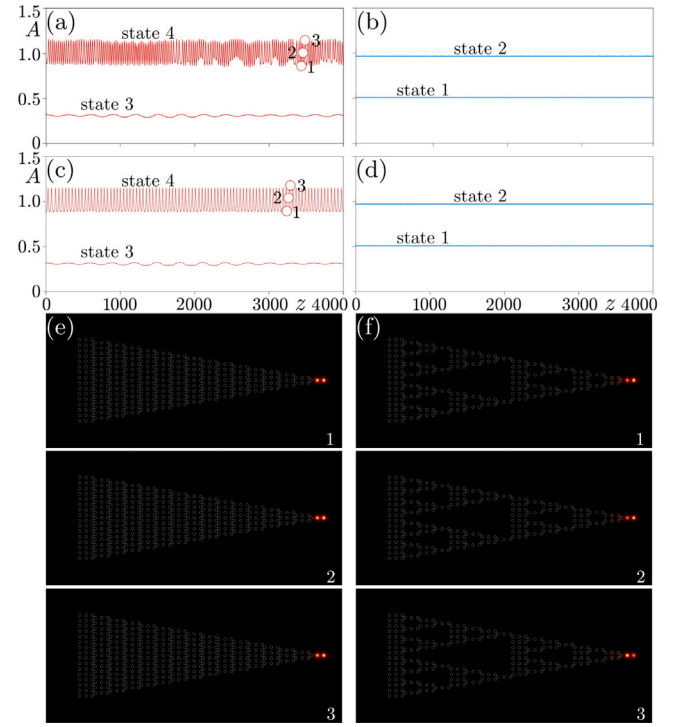 1.5 (a) (b)
A state 4 3
1.0 2 state 2
1
0.5 state 1
state 3
0
1.5 (c) (d)
A state 4 3
1.0 2 state 2
1
0.5 state 1
state 3
0
0 1000 2000 3000 z 4000 0 1000 2000 3000 z 4000
(e) (f)
1 1
2 2
3 3